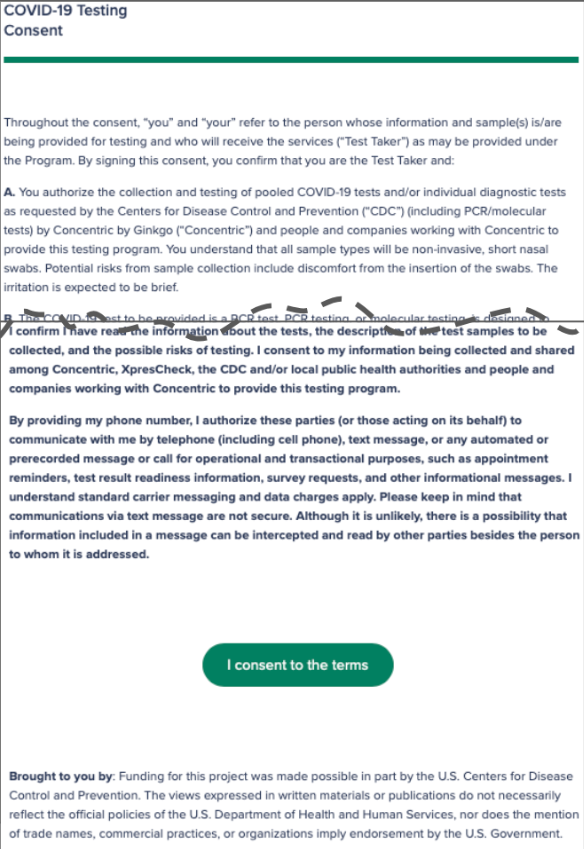 COVID-19 Testing
Consent
Throughout the consent, “you” and “your” refer to the person whose information and sample(s) is/are
being provided for testing and who will receive the services (“Test Taker”) as may be provided under
the Program. By signing this consent, you confirm that you are the Test Taker and:
A. You authorize the collection and testing of pooled COVID-19 tests and/or individual diagnostic tests
as requested by the Centers for Disease Control and Prevention (“CDC”) (including PCR/molecular
tests) by Concentric by Ginkgo (“Concentric”) and people and companies working with Concentric to
provide this testing program. You understand that all sample types will be non-invasive, short nasal
swabs. Potential risks from sample collection include discomfort from the insertion of the swabs. The
irritation is expected to be brief.
B. The COVID-19 test to be provided is a PCR test. PCR testing, or molecular testing is designed to
I confirm I have read the information about the tests, the description of the test samples to be
collected, and the possible risks of testing. I consent to my information being collected and shared
among Concentric, XpresCheck, the CDC and/or local public health authorities and people and
companies working with Concentric to provide this testing program.
By providing my phone number, I authorize these parties (or those acting on its behalf) to
communicate with me by telephone (including cell phone), text message, or any automated or
prerecorded message or call for operational and transactional purposes, such as appointment
reminders, test result readiness information, survey requests, and other informational messages. I
understand standard carrier messaging and data charges apply. Please keep in mind that
communications via text message are not secure. Although it is unlikely, there is a possibility that
information included in a message can be intercepted and read by other parties besides the person
to whom it is addressed.
I consent to the terms
Brought to you by: Funding for this project was made possible in part by the U.S. Centers for Disease
Control and Prevention. The views expressed in written materials or publications do not necessarily
reflect the official policies of the U.S. Department of Health and Human Services, nor does the mention
of trade names, commercial practices, or organizations imply endorsement by the U.S. Government.